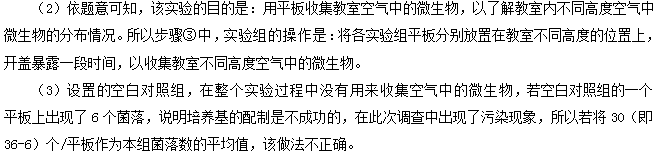 （2）依题意可知，该实验的目的是：用平板收集教室空气中的微生物，以了解教室内不同高度空气中
微生物的分布情况。所以步骤③中，实验组的操作是：将各实验组平板分别放置在教室不同高度的位置上，
开盖暴露一段时间，以收集教室不同高度空气中的微生物。
（3）设置的空白对照组，在整个实验过程中没有用来收集空气中的微生物，若空白对照组的一个
平板上出现了6个菌落，说明培养基的配制是不成功的，在此次调查中出现了污染现象，所以若将30（即
36-6）个/平板作为本组菌落数的平均值，该做法不正确。